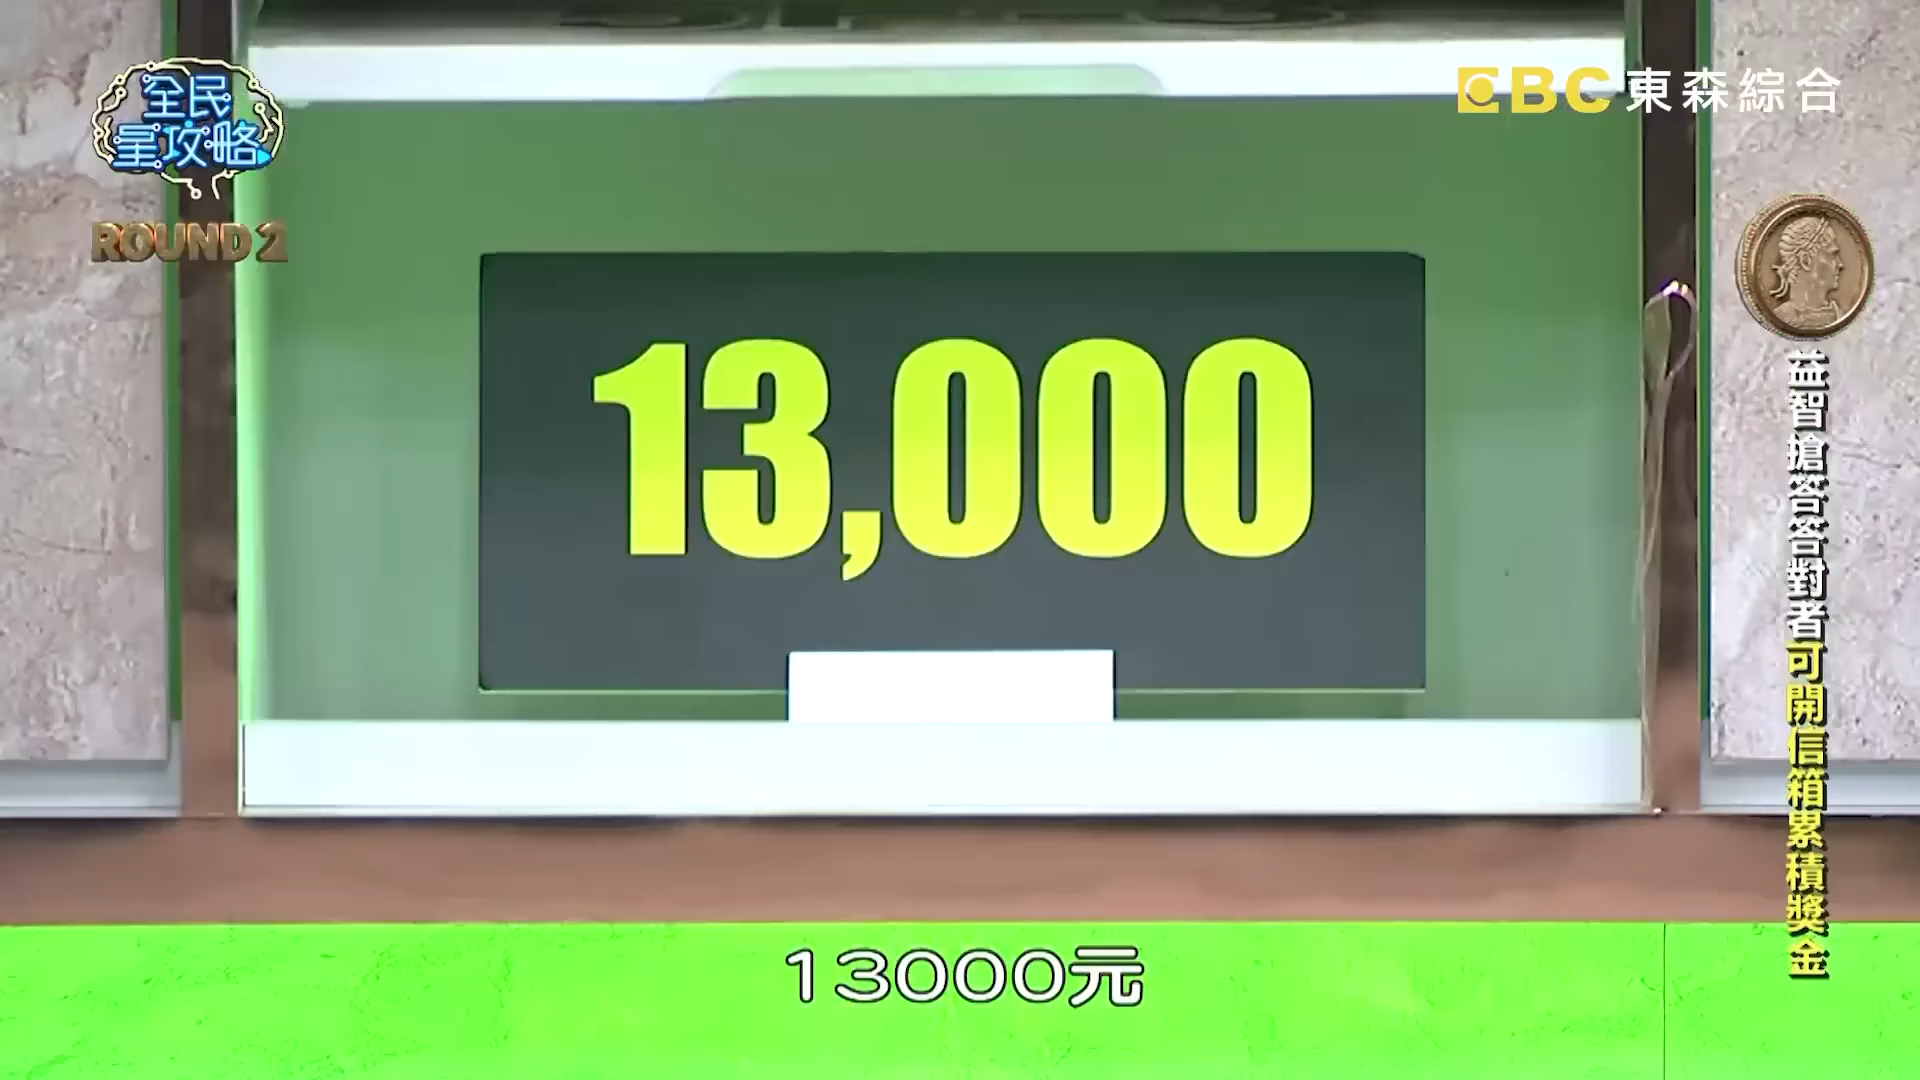 全民
星攻略
ROUND 2
EBC 東森綜合
13,000
益智搶答答對者可開信箱累積獎金
13000元